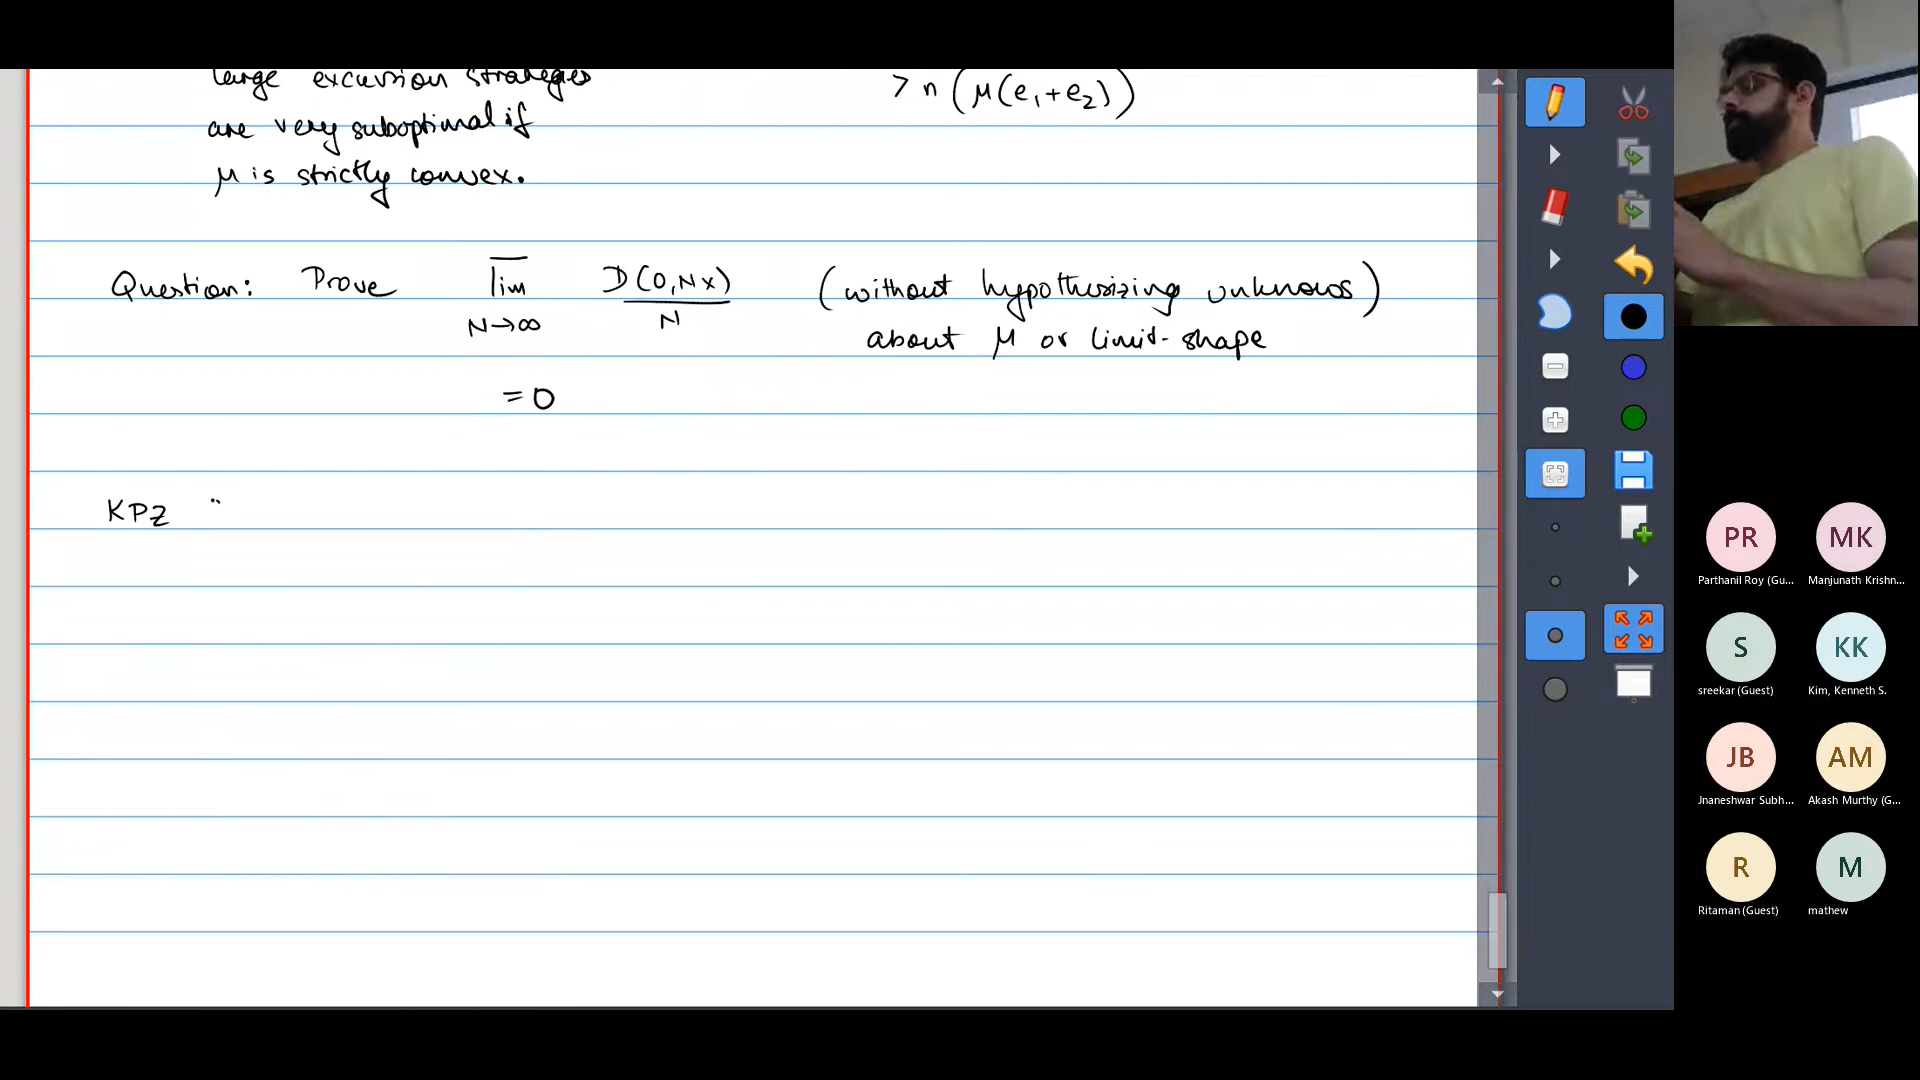 large excursion strategies
are very suboptimal if
μ is strictly convex.
> n (μ(e₁+e₂))
Question: Prove lim D(0,Nx) (without hypothesizing unknowns)
N→∞ N about μ or limit-shape
= 0
KPZ
PR MK
Parthanil Roy (Gu... Manjunath Krishn...
S KK
sreekar (Guest) Kim, Kenneth S.
JB AM
Jnaneshwar Subh... Akash Murthy (G...
R M
Ritaman (Guest) mathew